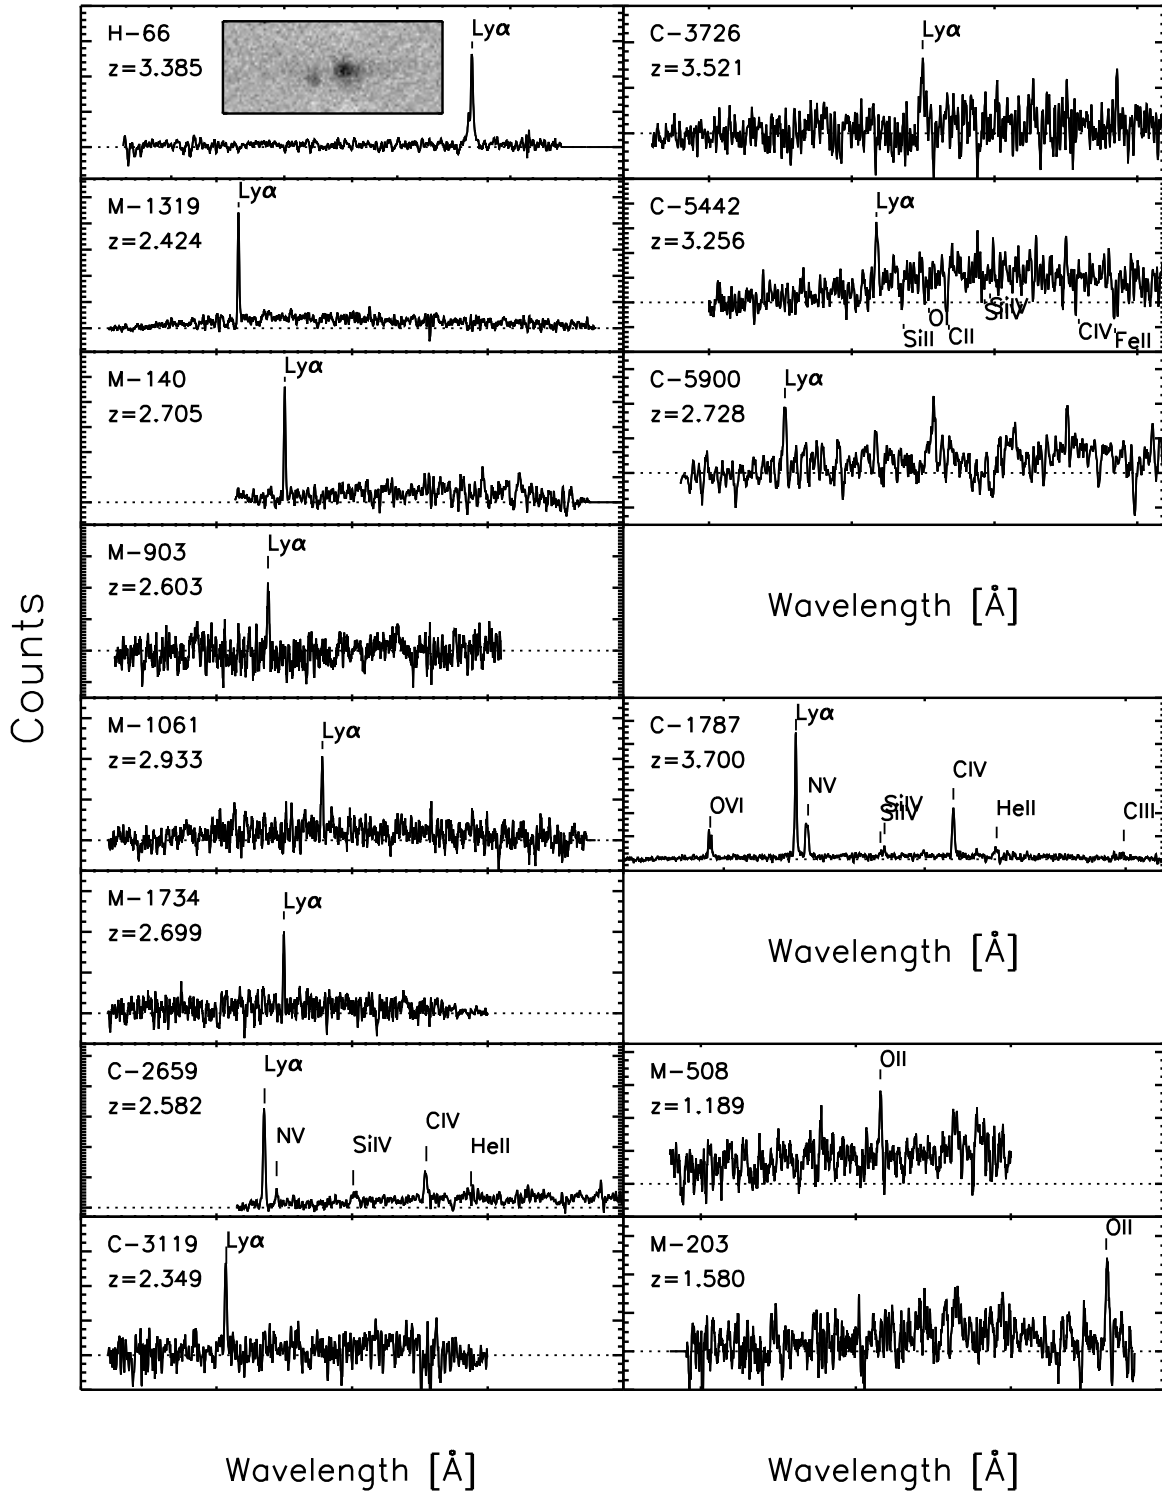 Counts
H-66
z=3.385
Lyα
M-1319
z=2.424
Lyα
M-140
z=2.705
Lyα
M-903
z=2.603
Lyα
M-1061
z=2.933
Lyα
M-1734
z=2.699
Lyα
C-2659
z=2.582
Lyα
NV
SiIV
CIV
HeII
C-3119
z=2.349
Lyα
Wavelength [Å]
C-3726
z=3.521
Lyα
C-5442
z=3.256
Lyα
SiII
CII
SiIV
CIV
FeII
C-5900
z=2.728
Lyα
Wavelength [Å]
C-1787
z=3.700
OVI
Lyα
NV
SiIV
SiIV
CIV
HeII
CIII
Wavelength [Å]
M-508
z=1.189
OII
M-203
z=1.580
OII
Wavelength [Å]